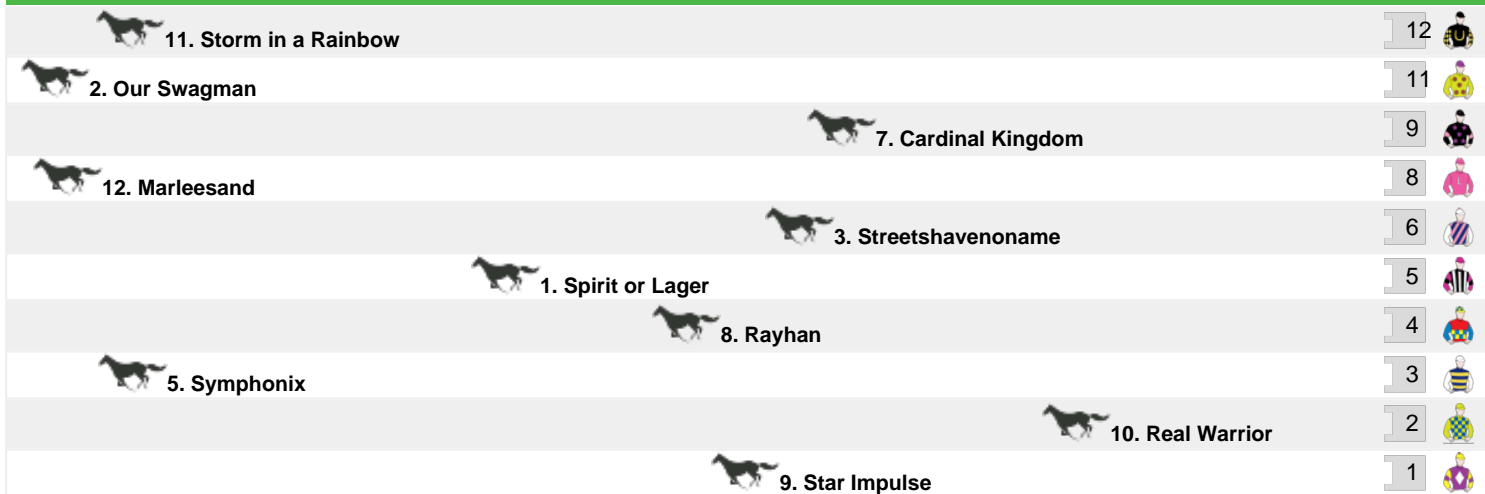 11. Storm in a Rainbow 12
2. Our Swagman 11
7. Cardinal Kingdom 9
12. Marleesand 8
3. Streetshavenoname 6
1. Spirit or Lager 5
8. Rayhan 4
5. Symphonix 3
10. Real Warrior 2
9. Star Impulse 1